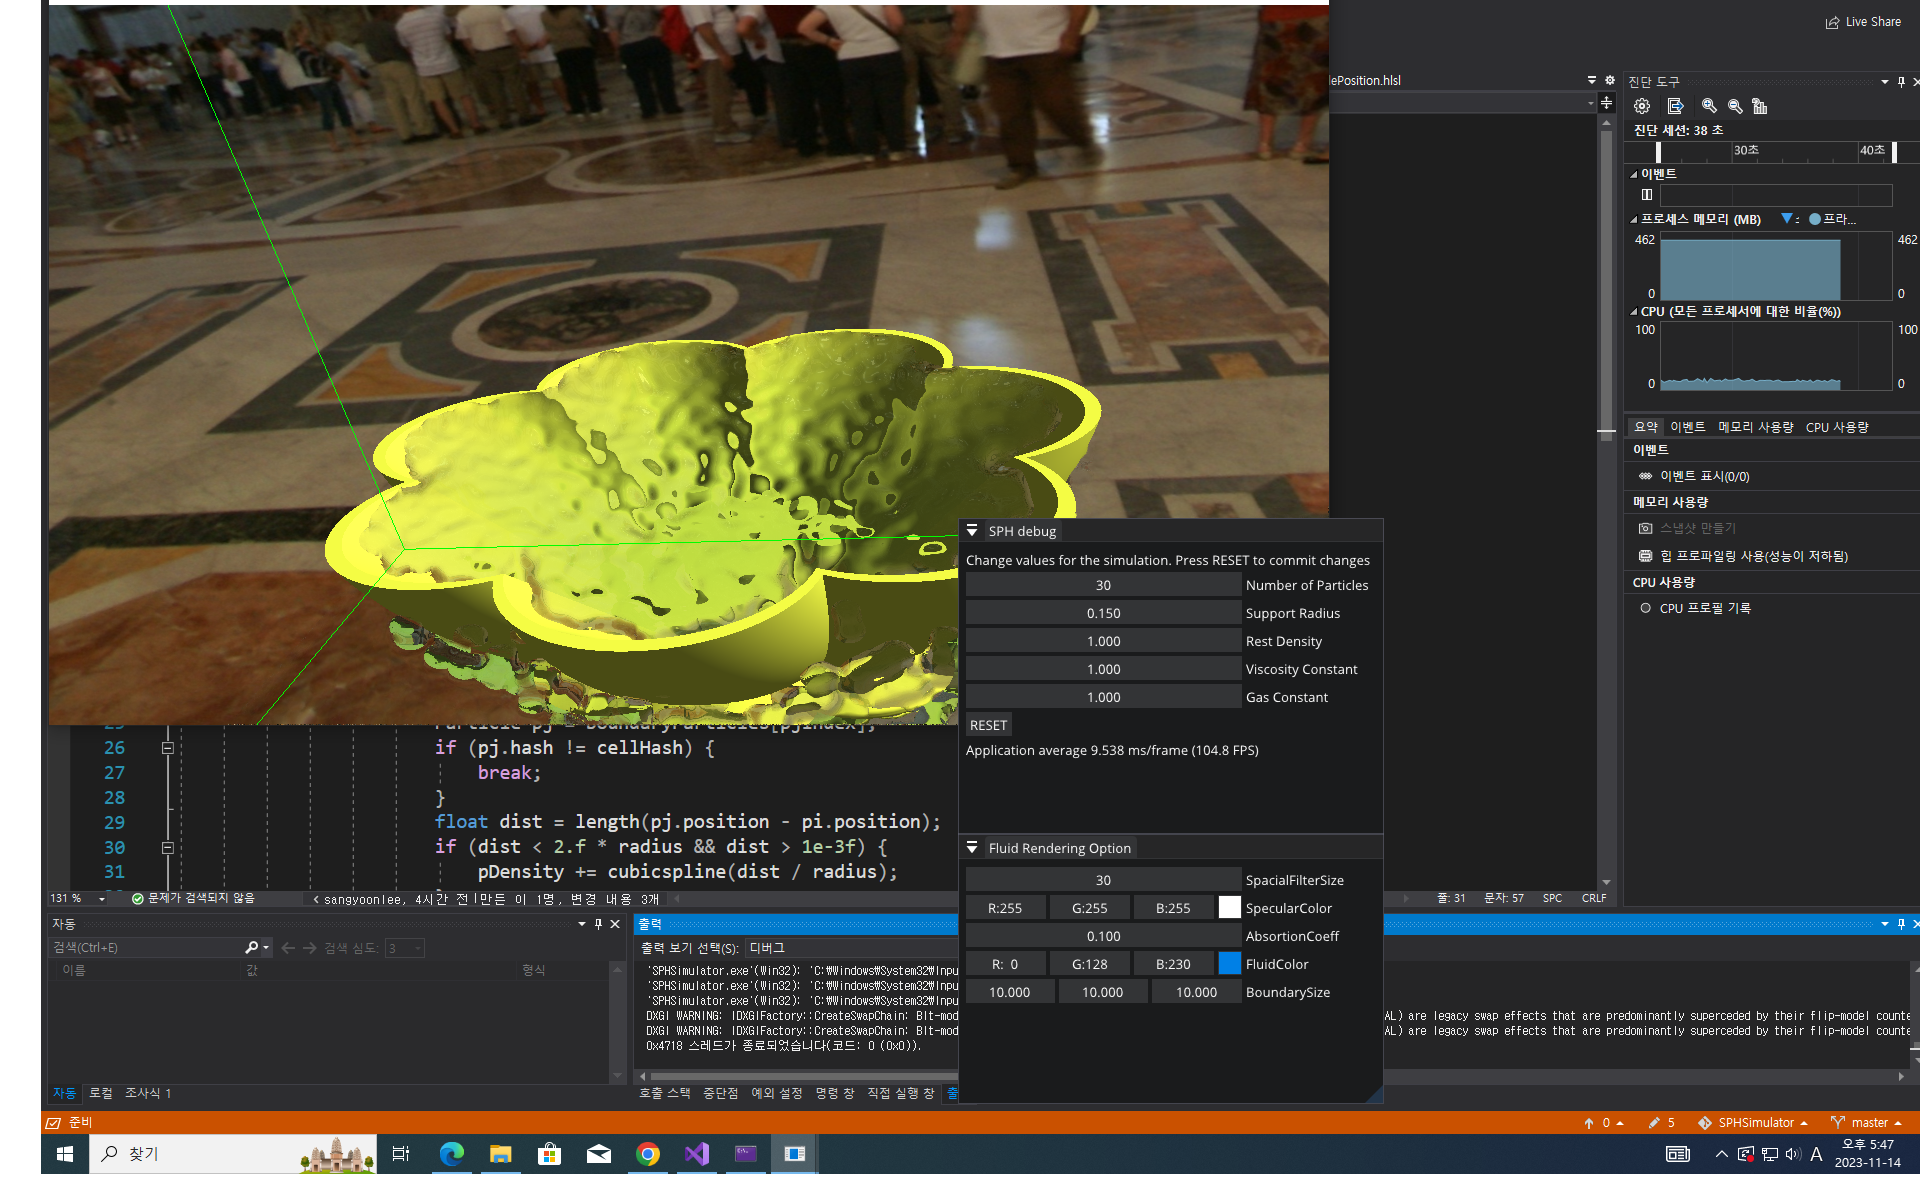 Live Share
lePosition.hlsl
진단 도구
진단 세션: 38 초
30초
40초
이벤트
프로세스 메모리 (MB)
프라...
462
462
0
0
CPU (모든 프로세서에 대한 비율(%))
100
100
0
0
요약 이벤트 메모리 사용량 CPU 사용량
이벤트
이벤트 표시(0/0)
메모리 사용량
스냅샷 만들기
힙 프로파일링 사용(성능이 저하됨)
CPU 사용량
CPU 프로필 기록
SPH debug
Change values for the simulation. Press RESET to commit changes
30 Number of Particles
0.150 Support Radius
1.000 Rest Density
1.000 Viscosity Constant
1.000 Gas Constant
RESET
Application average 9.538 ms/frame (104.8 FPS)
Fluid Rendering Option
30 SpacialFilterSize
R:255 G:255 B:255 SpecularColor
0.100 AbsortionCoeff
R: 0 G:128 B:230 FluidColor
10.000 10.000 10.000 BoundarySize
25 Particle pj = boundaryParticles[pjIndex];
26 if (pj.hash != cellHash) {
27 break;
28 }
29 float dist = length(pj.position - pi.position);
30 if (dist < 2.f * radius && dist > 1e-3f) {
31 pDensity += cubicspline(dist / radius);
131 %
문제가 검색되지 않음
sangyoonlee, 4시간 전|만든 이 1명, 변경 내용 3개
줄: 31 문자: 57 SPC CRLF
자동
검색(Ctrl+E)
검색 심도: 3
이름 값 형식
자동 로컬 조사식 1
출력
출력 보기 선택(S): 디버그
'SPHSimulator.exe'(Win32): 'C:\Windows\System32\Inpu
'SPHSimulator.exe'(Win32): 'C:\Windows\System32\Inpu
'SPHSimulator.exe'(Win32): 'C:\Windows\System32\Inpu
DXGI WARNING: IDXGIFactory::CreateSwapChain: Blt-mod AL) are legacy swap effects that are predominantly superceded by their flip-model counte
DXGI WARNING: IDXGIFactory::CreateSwapChain: Blt-mod AL) are legacy swap effects that are predominantly superceded by their flip-model counte
0x4718 스레드가 종료되었습니다(코드: 0 (0x0)).
호출 스택 중단점 예외 설정 명령 창 직접 실행 창
준비
0
5
SPHSimulator
master
찾기
A
오후 5:47
2023-11-14